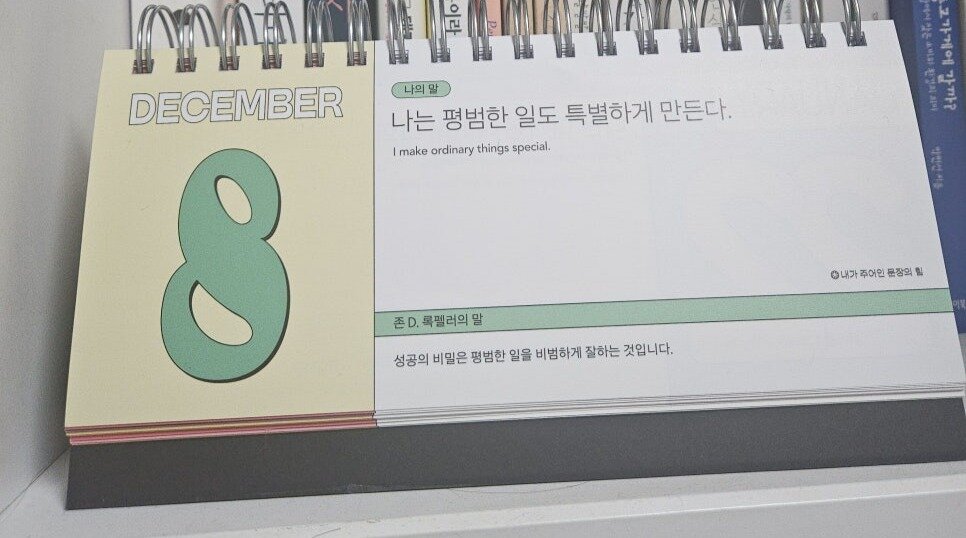 DECEMBER
8
나의 말
나는 평범한 일도 특별하게 만든다.
I make ordinary things special.
✪ 내가 주어인 문장의 힘
존 D. 록펠러의 말
성공의 비밀은 평범한 일을 비범하게 잘하는 것입니다.